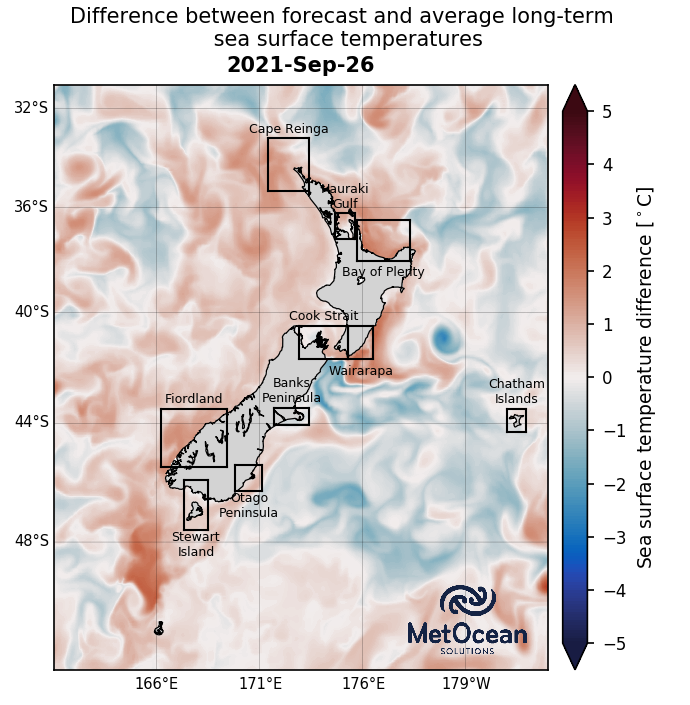 Difference between forecast and average long-term
sea surface temperatures
2021-Sep-26
32°S
36°S
40°S
44°S
48°S
Cape Reinga
Hauraki
Gulf
Bay of Plenty
Cook Strait
Wairarapa
Banks
Peninsula
Chatham
Islands
Fiordland
Otago
Peninsula
Stewart
Island
MetOcean
SOLUTIONS
166°E
171°E
176°E
179°W
5
4
3
2
1
0
−1
−2
−3
−4
−5
Sea surface temperature difference [°C]